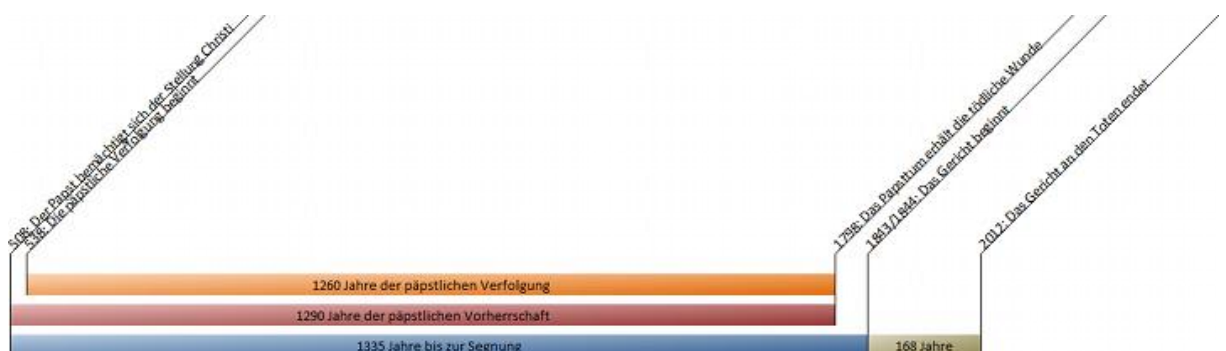 508: Der Papst bemächtigt sich der Stellung Christi
538: Die päpstliche Verfolgung beginnt
1798: Das Papsttum erhält die tödliche Wunde
1843/1844: Das Gericht beginnt
2012: Das Gericht an den Toten endet
1260 Jahre der päpstlichen Verfolgung
1290 Jahre der päpstlichen Vorherrschaft
1335 Jahre bis zur Segnung
168 Jahre